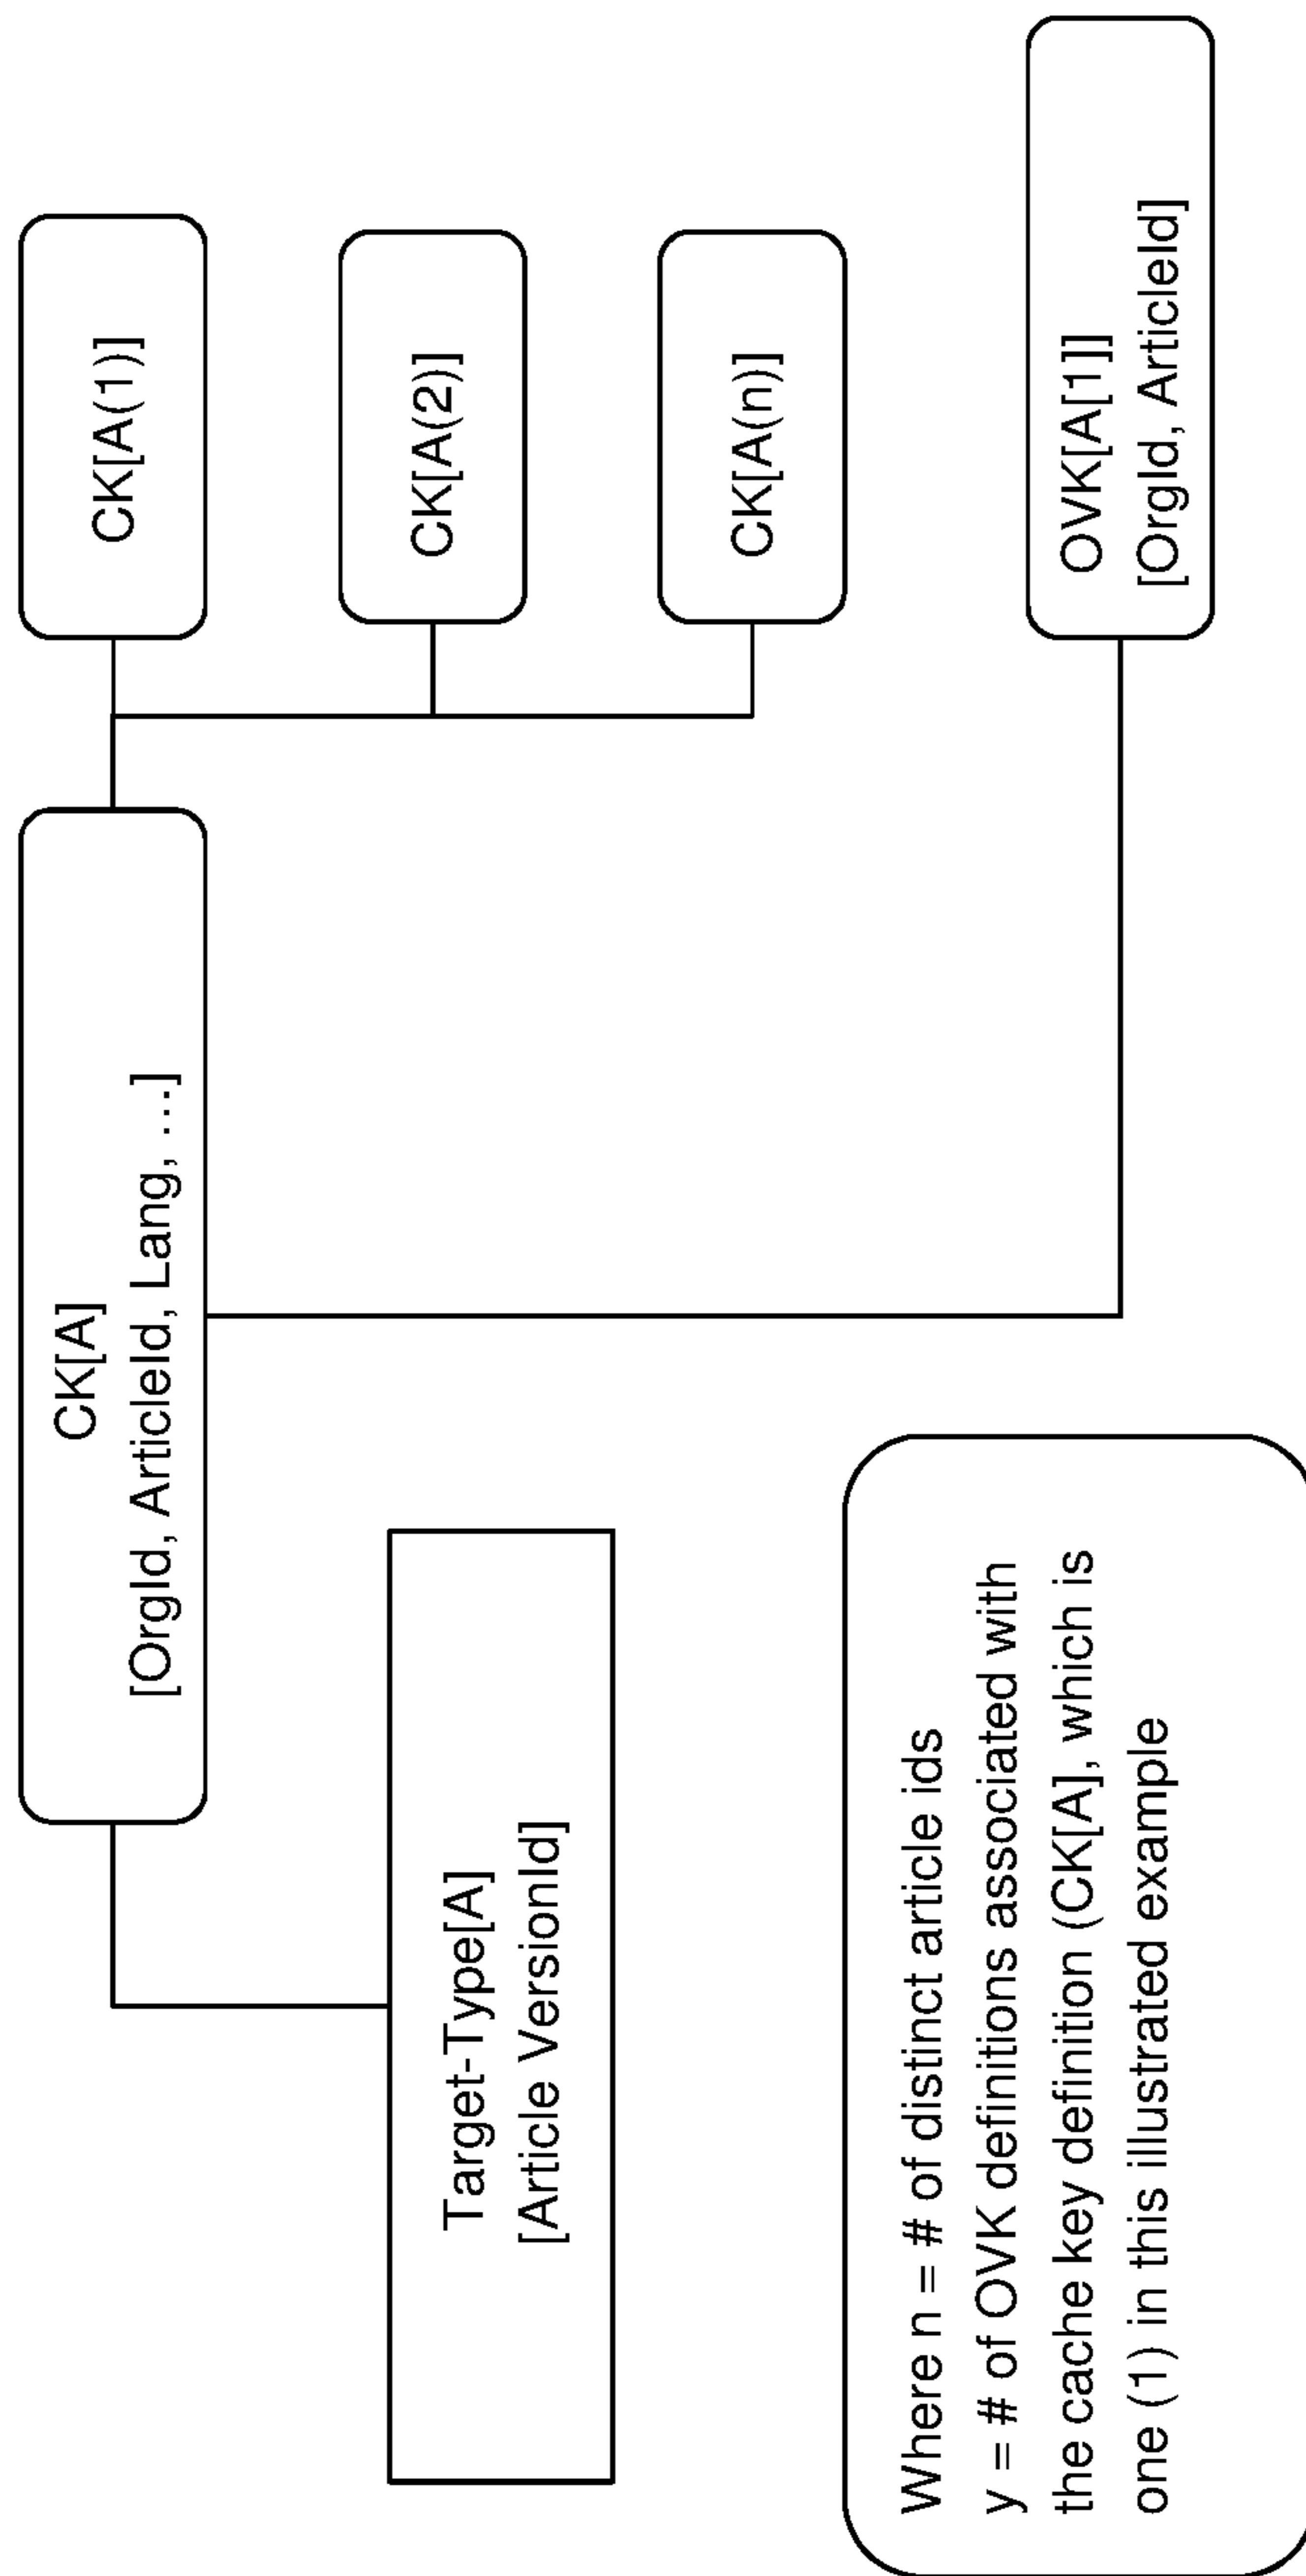 CK[A]
[OrgId, ArticleId, Lang, …]
CK[A(1)]
CK[A(2)]
CK[A(n)]
Target-Type[A]
[Article VersionId]
OVK[A[1]]
[OrgId, ArticleId]
Where n = # of distinct article ids
y = # of OVK definitions associated with
the cache key definition (CK[A], which is
one (1) in this illustrated example